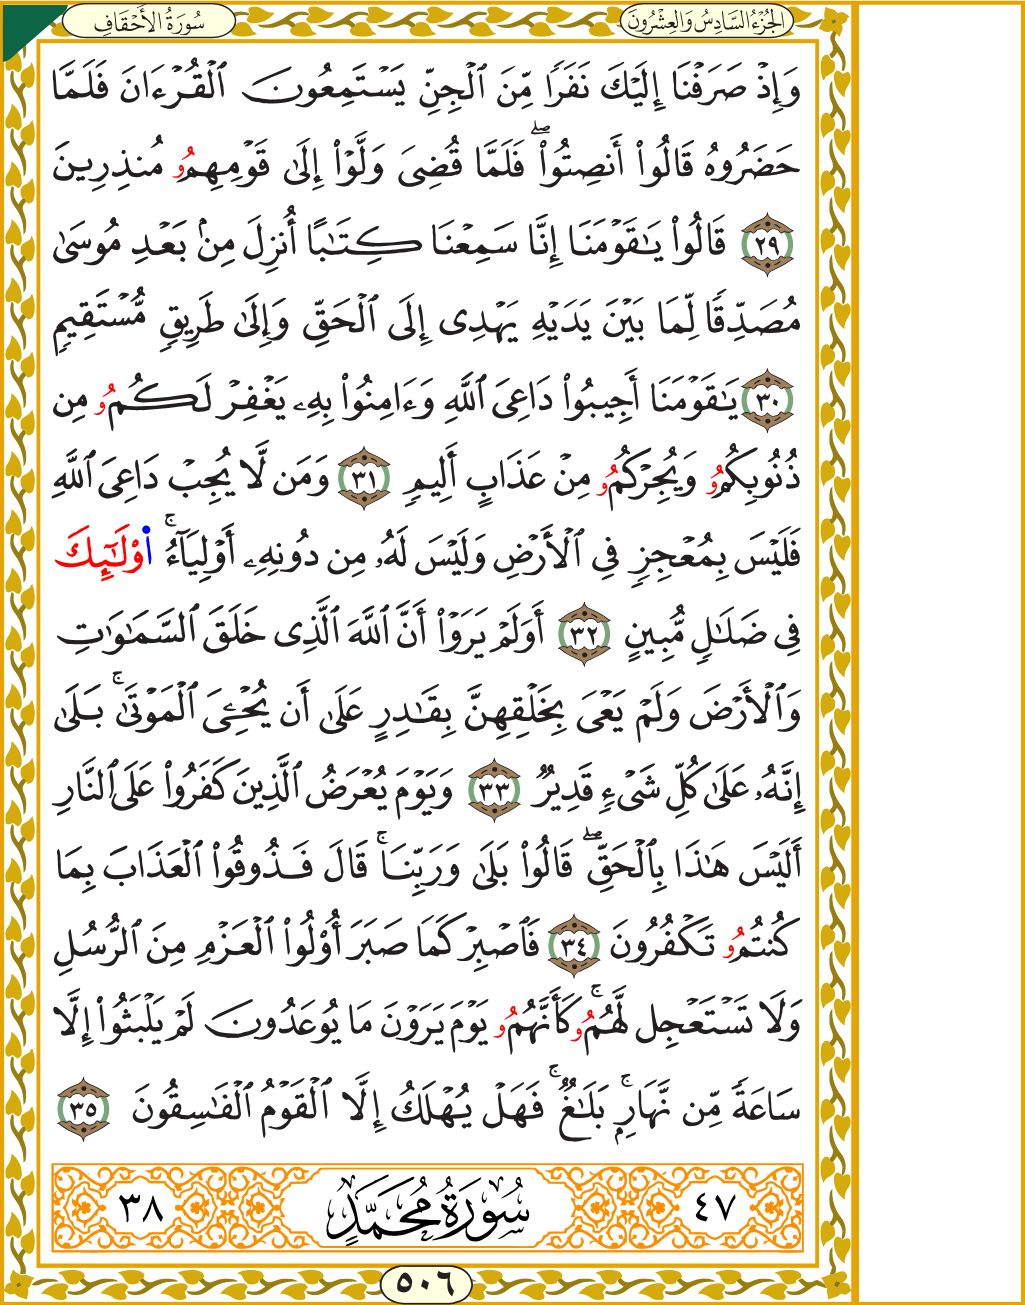 سُورَةُ الأَحْقَافِ
الجُزْءُ السَّادِسُ وَالعِشْرُونَ
وَإِذْ صَرَفْنَا إِلَيْكَ نَفَرًا مِّنَ ٱلْجِنِّ يَسْتَمِعُونَ ٱلْقُرْءَانَ فَلَمَّا
حَضَرُوهُ قَالُوا۟ أَنصِتُوا۟ۖ فَلَمَّا قُضِىَ وَلَّوْا۟ إِلَىٰ قَوْمِهِمُۥ مُنذِرِينَ
٢٩ قَالُوا۟ يَٰقَوْمَنَا إِنَّا سَمِعْنَا كِتَٰبًا أُنزِلَ مِنۢ بَعْدِ مُوسَىٰ
مُصَدِّقًا لِّمَا بَيْنَ يَدَيْهِ يَهْدِى إِلَى ٱلْحَقِّ وَإِلَىٰ طَرِيقٍ مُّسْتَقِيمٍ
٣٠ يَٰقَوْمَنَا أَجِيبُوا۟ دَاعِىَ ٱللَّهِ وَءَامِنُوا۟ بِهِۦ يَغْفِرْ لَكُمُۥ مِن
ذُنُوبِكُمُۥ وَيُجِرْكُمُۥ مِنْ عَذَابٍ أَلِيمٍ ٣١ وَمَن لَّا يُجِبْ دَاعِىَ ٱللَّهِ
فَلَيْسَ بِمُعْجِزٍ فِى ٱلْأَرْضِ وَلَيْسَ لَهُۥ مِن دُونِهِۦ أَوْلِيَآءُۚ ا۟وْلَٰٓئِكَ
فِى ضَلَٰلٍ مُّبِينٍ ٣٢ أَوَلَمْ يَرَوْا۟ أَنَّ ٱللَّهَ ٱلَّذِى خَلَقَ ٱلسَّمَٰوَٰتِ
وَٱلْأَرْضَ وَلَمْ يَعْىَ بِخَلْقِهِنَّ بِقَٰدِرٍ عَلَىٰ أَن يُحْـِۧىَ ٱلْمَوْتَىٰۚ بَلَىٰ
إِنَّهُۥ عَلَىٰ كُلِّ شَىْءٍ قَدِيرٌ ٣٣ وَيَوْمَ يُعْرَضُ ٱلَّذِينَ كَفَرُوا۟ عَلَى ٱلنَّارِ
أَلَيْسَ هَٰذَا بِٱلْحَقِّۖ قَالُوا۟ بَلَىٰ وَرَبِّنَاۚ قَالَ فَذُوقُوا۟ ٱلْعَذَابَ بِمَا
كُنتُمُۥ تَكْفُرُونَ ٣٤ فَٱصْبِرْ كَمَا صَبَرَ أُوْلُوا۟ ٱلْعَزْمِ مِنَ ٱلرُّسُلِ
وَلَا تَسْتَعْجِل لَّهُمُۥۚ كَأَنَّهُمُۥ يَوْمَ يَرَوْنَ مَا يُوعَدُونَ لَمْ يَلْبَثُوا۟ إِلَّا
سَاعَةً مِّن نَّهَارٍۭۚ بَلَٰغٌۚ فَهَلْ يُهْلَكُ إِلَّا ٱلْقَوْمُ ٱلْفَٰسِقُونَ ٣٥
٤٧ سُورَةُ مُحَمَّدٍ ٣٨
٥٠٦